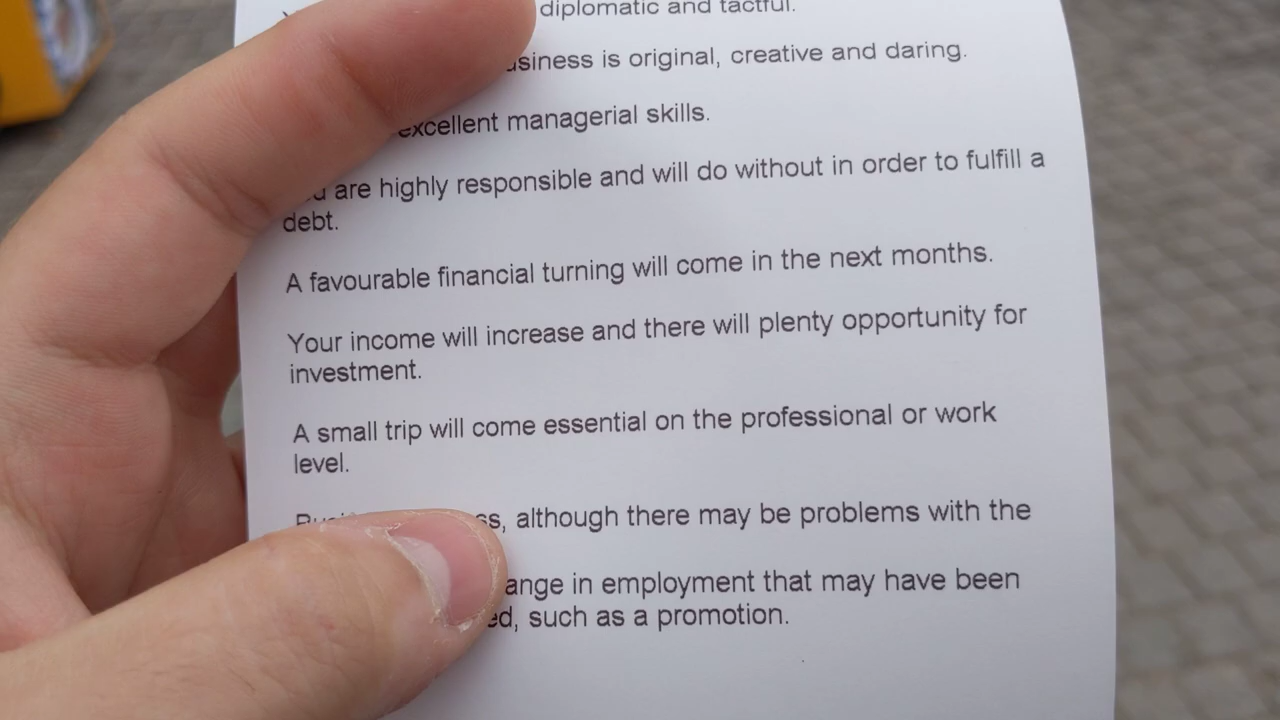 diplomatic and tactful.
is original, creative and daring.
excellent managerial skills.
are highly responsible and will do without in order to fulfill a
debt.
A favourable financial turning will come in the next months.
Your income will increase and there will plenty opportunity for
investment.
A small trip will come essential on the professional or work
level.
although there may be problems with the
in employment that may have been
such as a promotion.